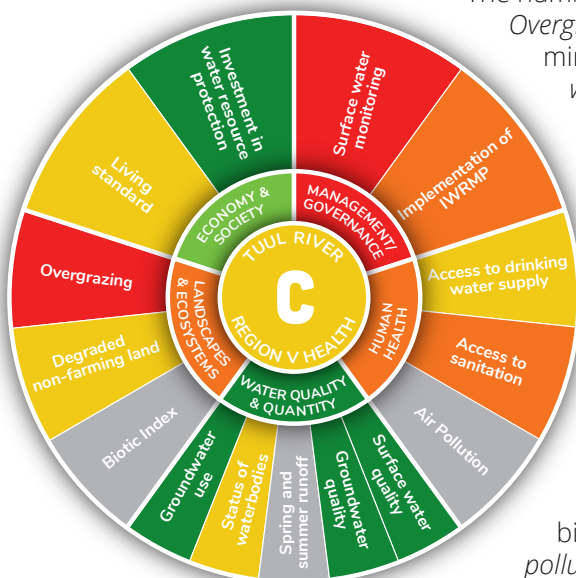 Overg
min
w
Investment in
water resource
protection
Surface water
monitoring
Implementation of
IWRMP
Access to drinking
water supply
Access to
sanitation
Air Pollution
Surface water
quality
Groundwater
quality
Spring and
summer runoff
Status of
waterbodies
Groundwater
use
Biotic Index
Degraded
non-farming land
Overgrazing
Living
standard
ECONOMY &
SOCIETY
MANAGEMENT/
GOVERNANCE
HUMAN
HEALTH
WATER QUALITY
& QUANTITY
LANDSCAPES
& ECOSYSTEMS
TUUL RIVER
C
REGION V HEALTH
bi
pollu